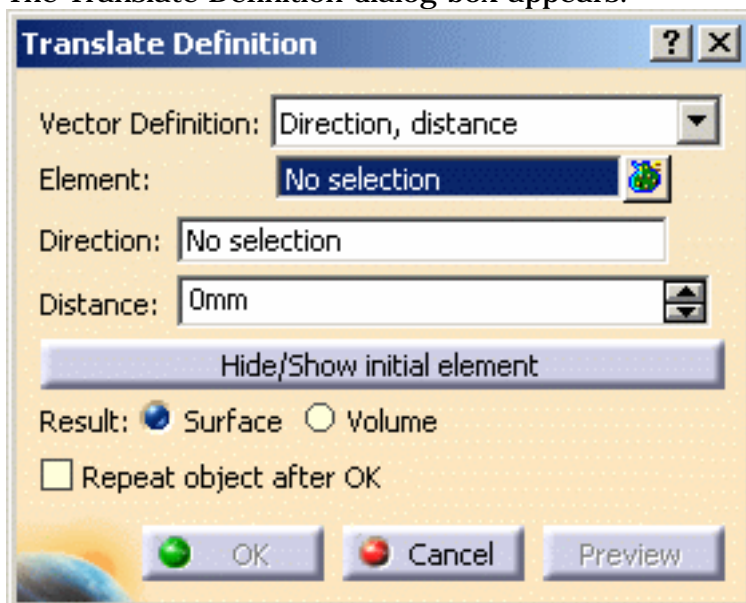 The Translate Definition dialog box appears.
Translate Definition ? X
Vector Definition: Direction, distance
Element: No selection
Direction: No selection
Distance: 0mm
Hide/Show initial element
Result: Surface Volume
Repeat object after OK
OK Cancel Preview